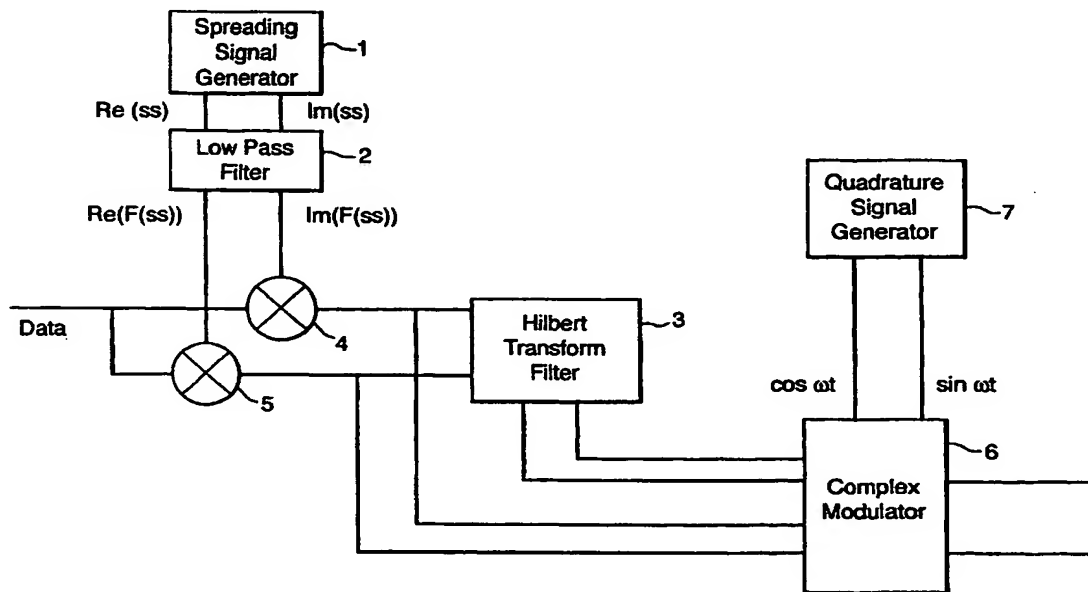 Spreading
Signal
Generator
1
Re (ss)
Im(ss)
Low Pass
Filter
2
Re(F(ss))
Im(F(ss))
Quadrature
Signal
Generator
7
Data
4
5
Hilbert
Transform
Filter
3
cos ωt
sin ωt
6
Complex
Modulator